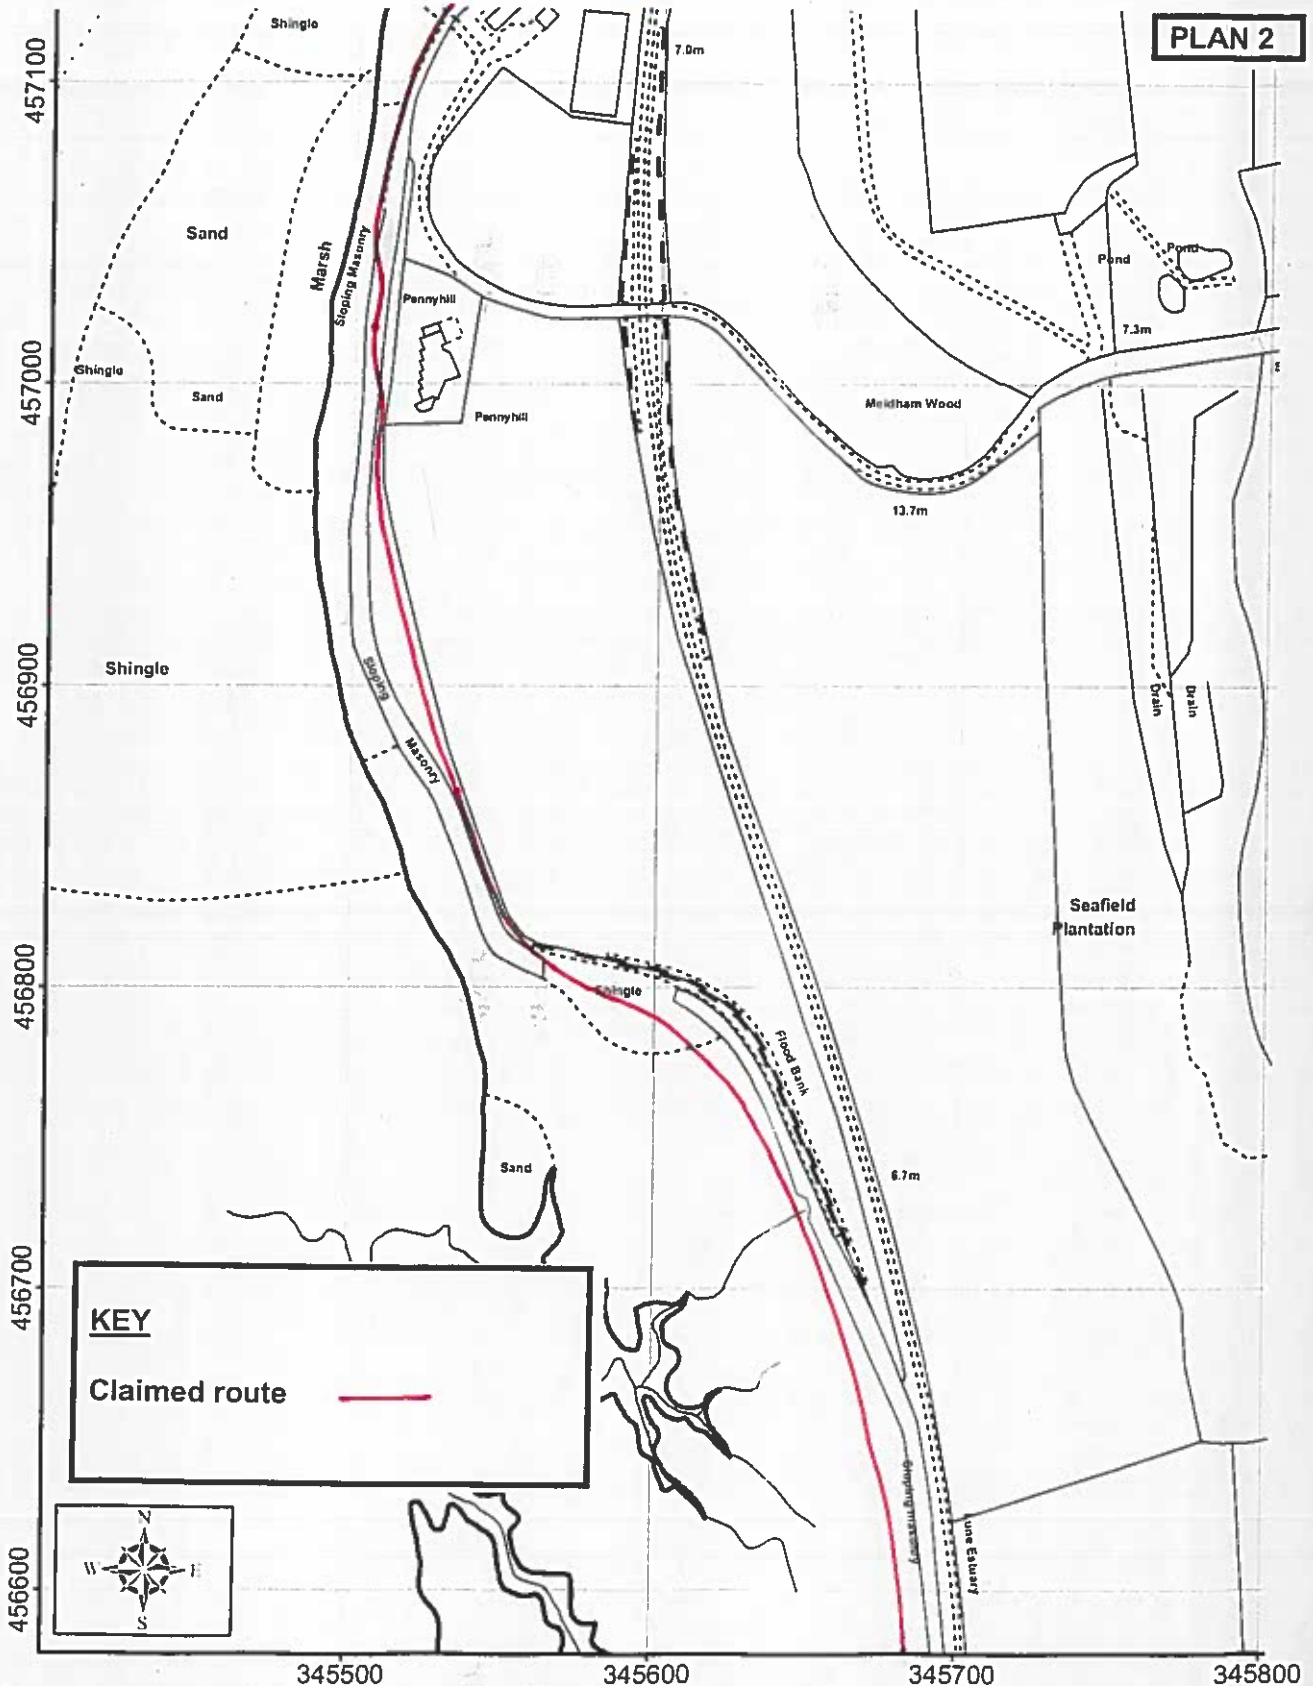 PLAN 2
Shingle
7.0m
457100
Sand
Marsh
Sloping Masonry
Pond
Pond
Pennyhill
7.3m
457000
Shingle
Sand
Meldham Wood
Pennyhill
13.7m
456900
Shingle
Sloping
Masonry
Drain
Drain
Seafield
Plantation
456800
Shingle
Flood Bank
Sand
6.7m
456700
KEY
Claimed route
Sloping masonry
Lune Estuary
N
W
E
S
456600
345500
345600
345700
345800